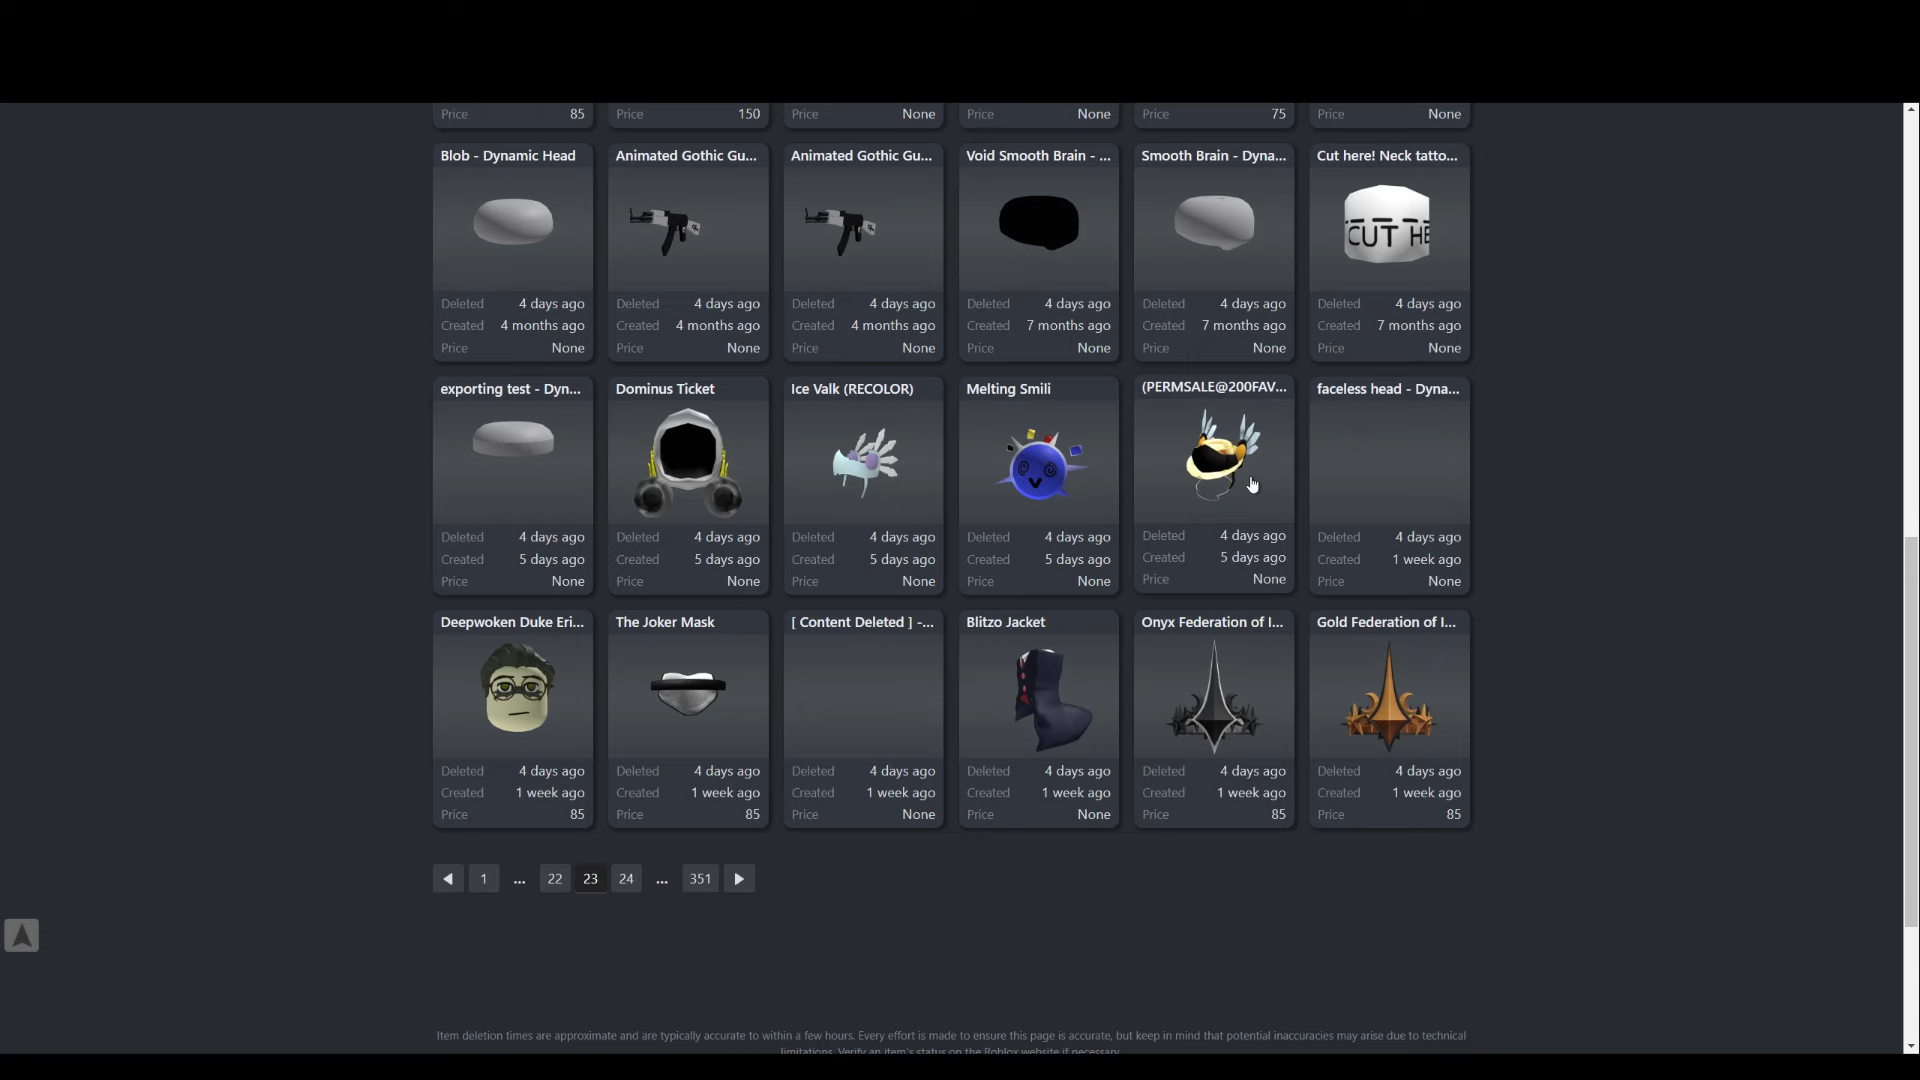 Price 85 Price 150 Price None Price None Price 75 Price None
Blob - Dynamic Head Animated Gothic Gu... Animated Gothic Gu... Void Smooth Brain - ... Smooth Brain - Dyna... Cut here! Neck tatto...
CUT HE
Deleted 4 days ago Deleted 4 days ago Deleted 4 days ago Deleted 4 days ago Deleted 4 days ago Deleted 4 days ago
Created 4 months ago Created 4 months ago Created 4 months ago Created 7 months ago Created 7 months ago Created 7 months ago
Price None Price None Price None Price None Price None Price None
exporting test - Dyn... Dominus Ticket Ice Valk (RECOLOR) Melting Smili (PERMSALE@200FAV... faceless head - Dyna...
Deleted 4 days ago Deleted 4 days ago Deleted 4 days ago Deleted 4 days ago Deleted 4 days ago Deleted 4 days ago
Created 5 days ago Created 5 days ago Created 5 days ago Created 5 days ago Created 5 days ago Created 1 week ago
Price None Price None Price None Price None Price None Price None
Deepwoken Duke Eri... The Joker Mask [ Content Deleted ] -... Blitzo Jacket Onyx Federation of I... Gold Federation of I...
Deleted 4 days ago Deleted 4 days ago Deleted 4 days ago Deleted 4 days ago Deleted 4 days ago Deleted 4 days ago
Created 1 week ago Created 1 week ago Created 1 week ago Created 1 week ago Created 1 week ago Created 1 week ago
Price 85 Price 85 Price None Price None Price 85 Price 85
1 ... 22 23 24 ... 351
Item deletion times are approximate and are typically accurate to within a few hours. Every effort is made to ensure this page is accurate, but keep in mind that potential inaccuracies may arise due to technical
limitations. Verify an item's status on the Roblox website if necessary.